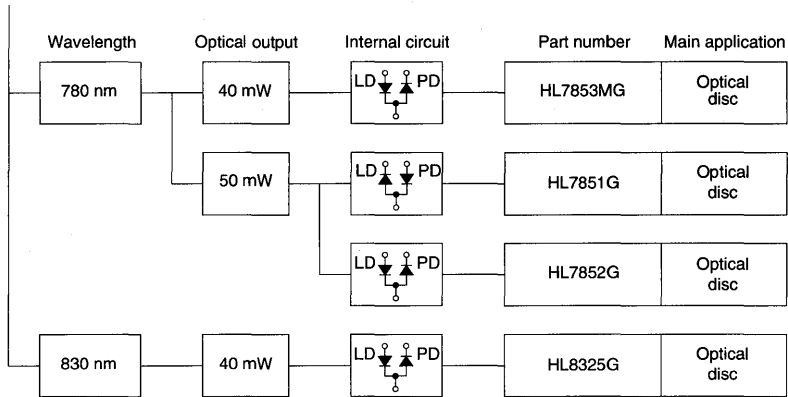 Wavelength Optical output Internal circuit Part number Main application
780 nm 40 mW LD PD HL7853MG Optical disc
50 mW LD PD HL7851G Optical disc
LD PD HL7852G Optical disc
830 nm 40 mW LD PD HL8325G Optical disc